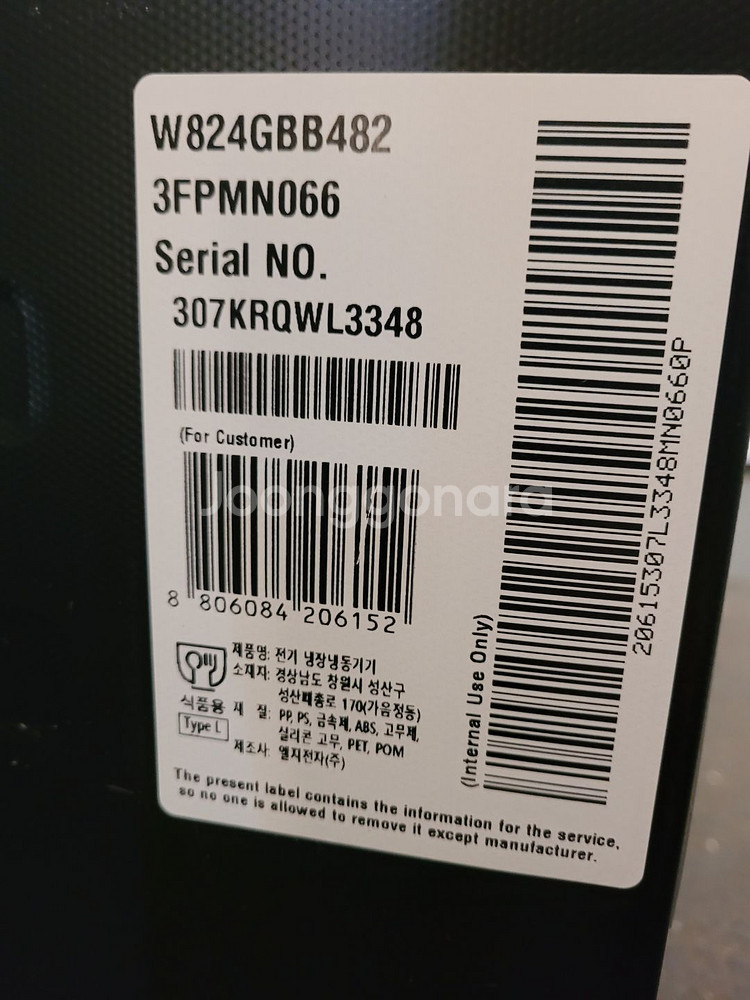 W824GBB482
3FPMN066
Serial NO.
307KRQWL3348
(For Customer)
Joonggonara
8 806084 206152
제품명: 전기 냉장냉동기기
소재지: 경상남도 창원시 성산구
성산패총로 170(가음정동)
식품용
Type L
재 질: PP, PS, 금속제, ABS, 고무제,
실리콘 고무, PET, POM
제조사: 엘지전자(주)
The present label contains the information for the service,
so no one is allowed to remove it except manufacturer.
(Internal Use Only)
20615307L3348MN0660P